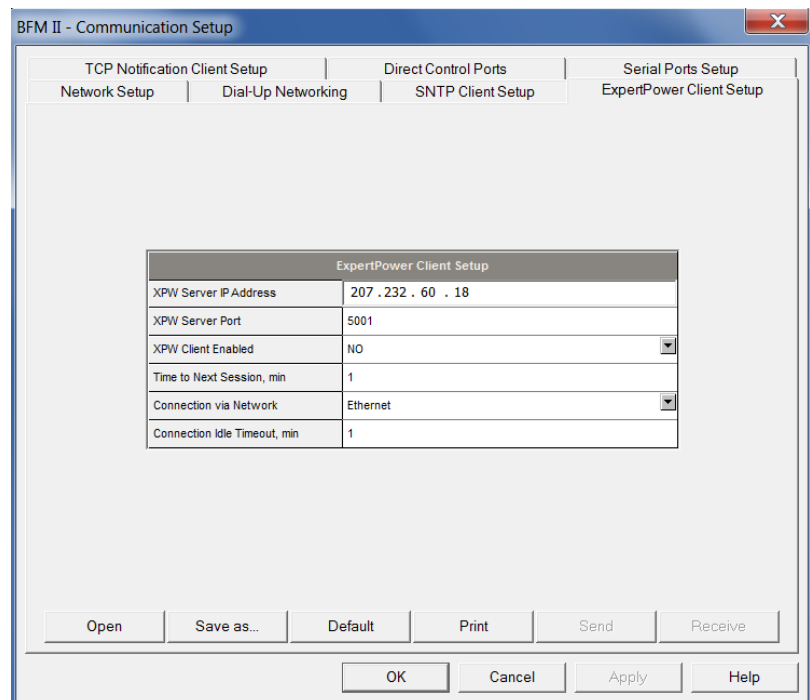 BFM II - Communication Setup
X
TCP Notification Client Setup Direct Control Ports Serial Ports Setup
Network Setup Dial-Up Networking SNTP Client Setup ExpertPower Client Setup
ExpertPower Client Setup
XPW Server IP Address 207 . 232 . 60 . 18
XPW Server Port 5001
XPW Client Enabled NO
Time to Next Session, min 1
Connection via Network Ethernet
Connection Idle Timeout, min 1
Open Save as... Default Print Send Receive
OK Cancel Apply Help